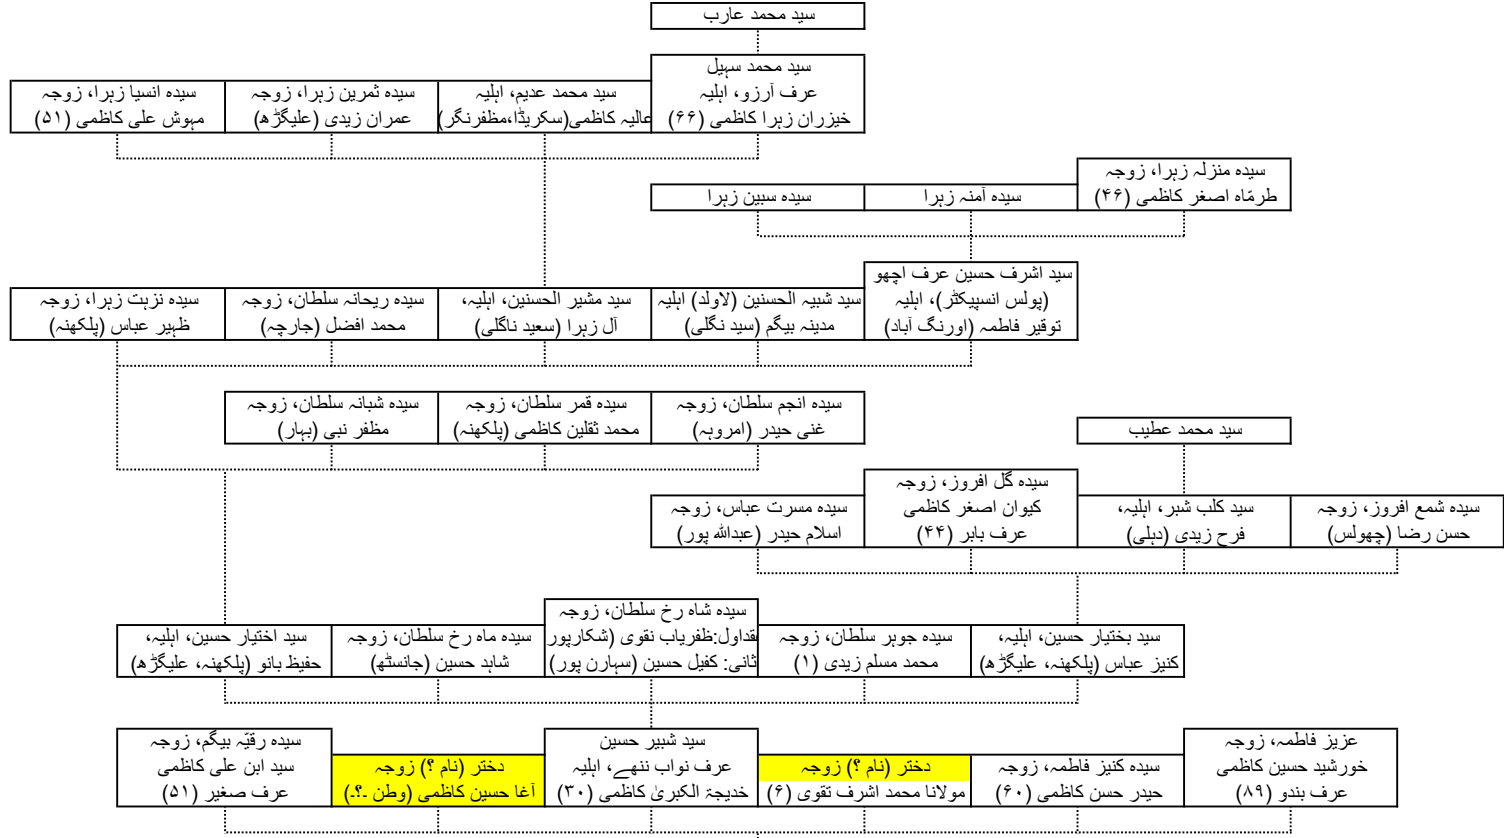 سید محمد عارب
سید محمد سہیل
عرف آرزو، اہلیہ
خیزران زہرا کاظمی (۶۶)
سید محمد عدیم، اہلیہ
عالیہ کاظمی(سکریڈا،مظفرنگر)
سیدہ ثمرین زہرا، زوجہ
عمران زیدی (علیگڑھ)
سیدہ انسیا زہرا، زوجہ
مہوش علی کاظمی (۵۱)
سیدہ منزلہ زہرا، زوجہ
طرمّاہ اصغر کاظمی (۴۶)
سیدہ آمنہ زہرا
سیدہ سبین زہرا
سید اشرف حسین عرف اچھو
(پولس انسپیکٹر)، اہلیہ
توقیر فاطمہ (اورنگ آباد)
سید شبیہ الحسنین (لاولد) اہلیہ
مدینہ بیگم (سید نگلی)
سید مشیر الحسنین، اہلیہ،
آل زہرا (سعید ناگلی)
سیدہ ریحانہ سلطان، زوجہ
محمد افضل (جارچہ)
سیدہ نزہت زہرا، زوجہ
ظہیر عباس (پلکھنہ)
سیدہ انجم سلطان، زوجہ
غنی حیدر (امروہہ)
سیدہ قمر سلطان، زوجہ
محمد ثقلین کاظمی (پلکھنہ)
سیدہ شبانہ سلطان، زوجہ
مظفر نبی (بہار)
سید محمد عطیب
سیدہ شمع افروز، زوجہ
حسن رضا (چھولس)
سید کلب شبر، اہلیہ،
فرح زیدی (دہلی)
سیدہ گل افروز، زوجہ
کیوان اصغر کاظمی
عرف بابر (۴۴)
سیدہ مسرت عباس، زوجہ
اسلام حیدر (عبداللہ پور)
سید بختیار حسین، اہلیہ،
کنیز عباس (پلکھنہ، علیگڑھ)
سیدہ جوہر سلطان، زوجہ
محمد مسلم زیدی (۱)
سیدہ شاہ رخ سلطان، زوجہ
عقداول:ظفریاب نقوی (شکارپور
ثانی: کفیل حسین (سہارن پور)
سیدہ ماہ رخ سلطان، زوجہ
شاہد حسین (جانسٹھ)
سید اختیار حسین، اہلیہ،
حفیظ بانو (پلکھنہ، علیگڑھ)
عزیز فاطمہ، زوجہ
خورشید حسین کاظمی
عرف بندو (۸۹)
سیدہ کنیز فاطمہ، زوجہ
حیدر حسن کاظمی (۶۰)
دختر (نام ؟) زوجہ
مولانا محمد اشرف تقوی (۶)
سید شبیر حسین
عرف نواب ننھے، اہلیہ
خدیجۃ الکبریٰ کاظمی (۳۰)
دختر (نام ؟) زوجہ
آغا حسین کاظمی (وطن ۔؟۔)
سیدہ رقیّہ بیگم، زوجہ
سید ابن علی کاظمی
عرف صغیر (۵۱)